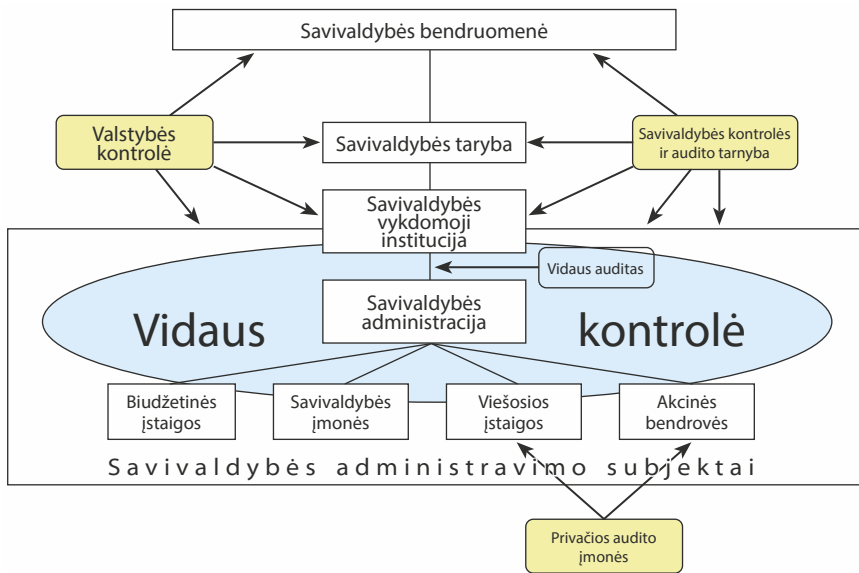 Savivaldybės bendruomenė
Valstybės
kontrolė
Savivaldybės taryba
Savivaldybės kontrolės
ir audito tarnyba
Savivaldybės
vykdomoji
institucija
Vidaus auditas
Savivaldybės
administracija
Vidaus kontrolė
Biudžetinės
įstaigos
Savivaldybės
įmonės
Viešosios
įstaigos
Akcinės
bendrovės
Savivaldybės administravimo subjektai
Privačios audito
įmonės